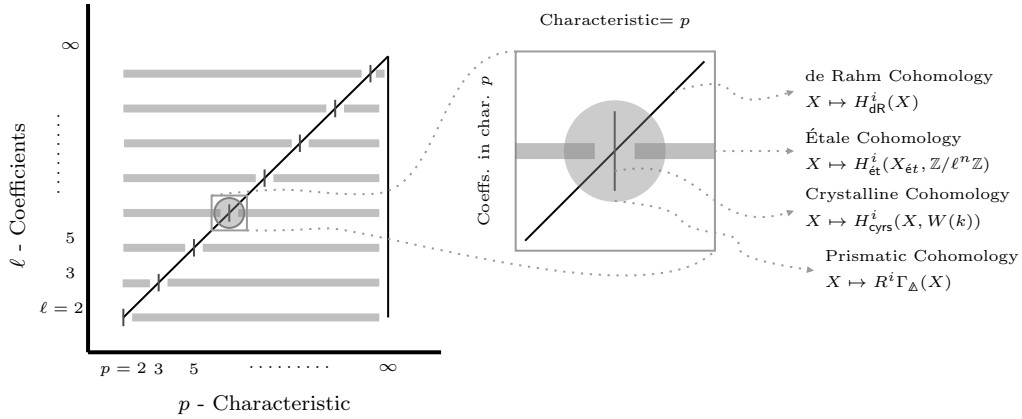 Characteristic= p
∞
ℓ - Coefficients
· · · · · · · · ·
5
3
ℓ = 2
p = 2 3 5 · · · · · · · · · ∞
p - Characteristic
Coeffs. in char. p
de Rahm Cohomology
X ↦ H^i_dR(X)
Étale Cohomology
X ↦ H^i_ét(X_ét, ℤ/ℓ^nℤ)
Crystalline Cohomology
X ↦ H^i_cyrs(X, W(k))
Prismatic Cohomology
X ↦ R^iΓ_𝚫(X)